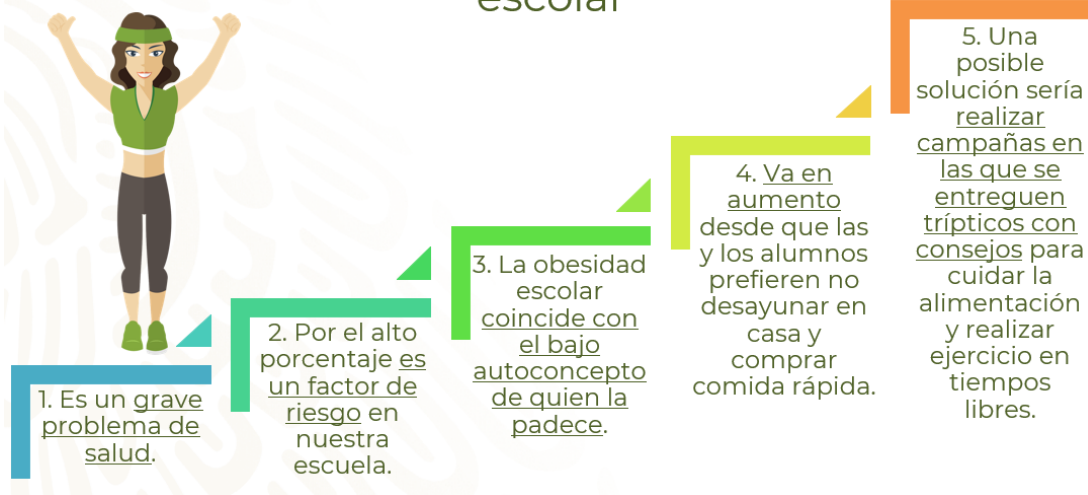 escolar
1. Es un grave
problema de
salud.
2. Por el alto
porcentaje es
un factor de
riesgo en
nuestra
escuela.
3. La obesidad
escolar
coincide con
el bajo
autoconcepto
de quien la
padece.
4. Va en
aumento
desde que las
y los alumnos
prefieren no
desayunar en
casa y
comprar
comida rápida.
5. Una
posible
solución sería
realizar
campañas en
las que se
entreguen
trípticos con
consejos para
cuidar la
alimentación
y realizar
ejercicio en
tiempos
libres.